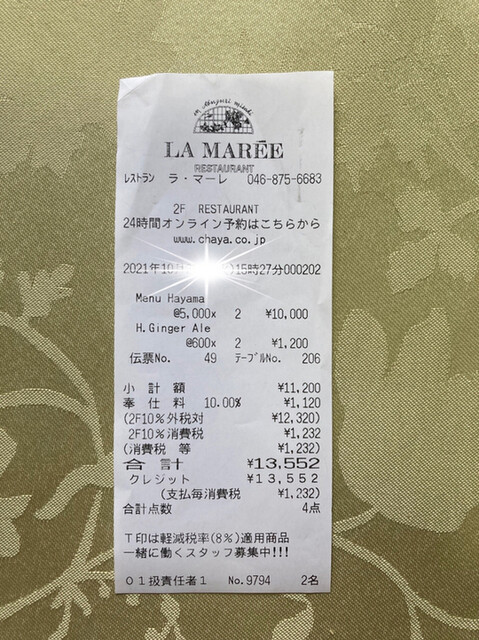 LA MARĒE
RESTAURANT
レストラン ラ・マーレ 046-875-6683
2F RESTAURANT
24時間オンライン予約はこちらから
www.chaya.co.jp
2021年10月 15時27分000202
Menu Hayama
@5,000x 2 ¥10,000
H.Ginger Ale
@600x 2 ¥1,200
伝票No. 49 テーブルNo. 206
小計額 ¥11,200
奉仕料 10.00% ¥1,120
(2F10%外税対 ¥12,320)
2F10%消費税 ¥1,232
(消費税 等 ¥1,232)
合計 ¥13,552
クレジット ¥13,552
(支払毎消費税 ¥1,232)
合計点数 4点
T印は軽減税率(8%)適用商品
一緒に働くスタッフ募集中!!!
01扱責任者1 No.9794 2名